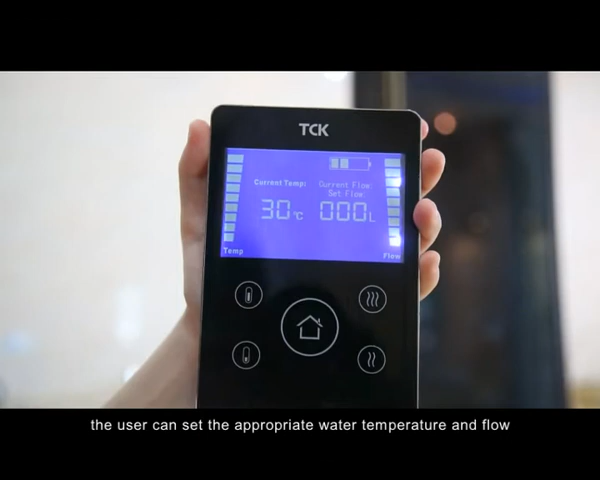 TCK
Current Temp:
Current Flow:
Set Flow:
30°C
000L
Temp
Flow
the user can set the appropriate water temperature and flow